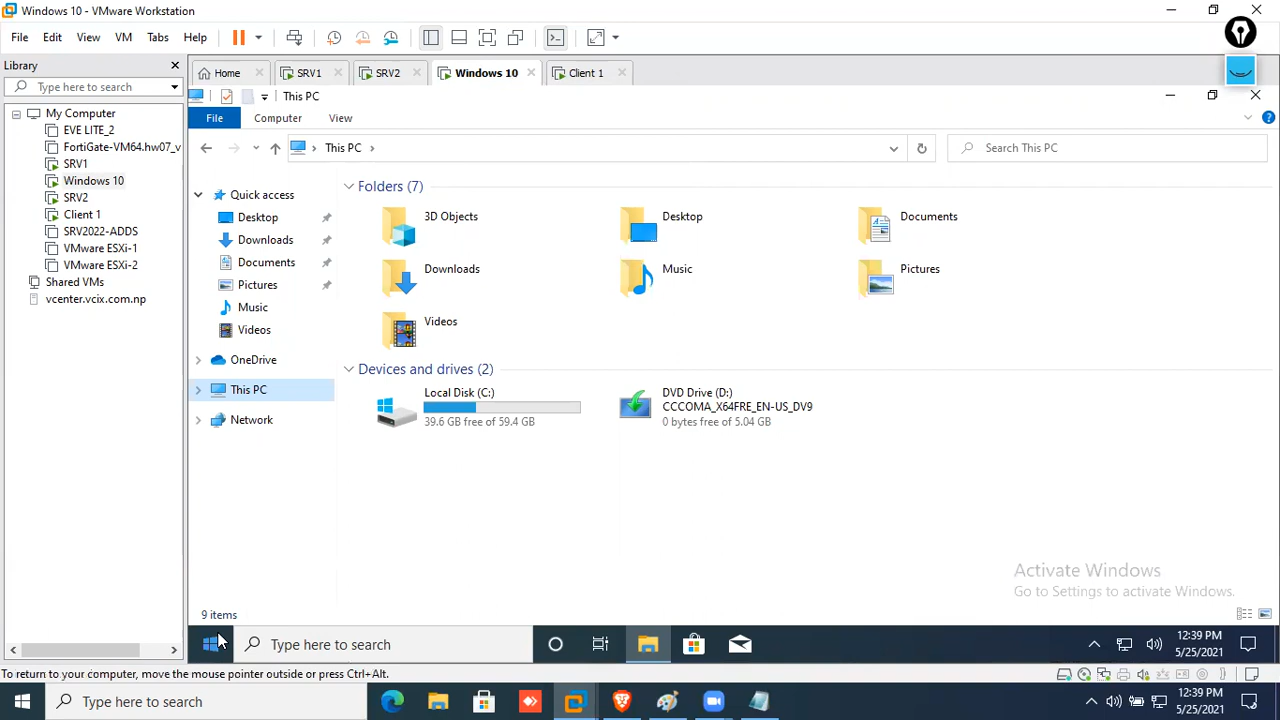 Windows 10 - VMware Workstation
File Edit View VM Tabs Help
Library
Type here to search
My Computer
EVE LITE_2
FortiGate-VM64.hw07_v
SRV1
Windows 10
SRV2
Client 1
SRV2022-ADDS
VMware ESXi-1
VMware ESXi-2
Shared VMs
vcenter.vcix.com.np
Home SRV1 SRV2 Windows 10 Client 1
This PC
File Computer View
This PC
Search This PC
Quick access
Desktop
Downloads
Documents
Pictures
Music
Videos
OneDrive
This PC
Network
Folders (7)
3D Objects Desktop Documents
Downloads Music Pictures
Videos
Devices and drives (2)
Local Disk (C:)
39.6 GB free of 59.4 GB
DVD Drive (D:)
CCCOMA_X64FRE_EN-US_DV9
0 bytes free of 5.04 GB
Activate Windows
Go to Settings to activate Windows.
9 items
Type here to search
12:39 PM
5/25/2021
To return to your computer, move the mouse pointer outside or press Ctrl+Alt.
Type here to search
12:39 PM
5/25/2021